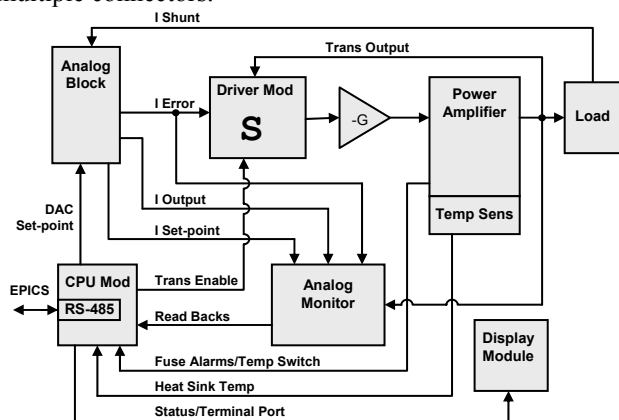 multiple connectors.
I Shunt
Trans Output
Analog
Block
Driver Mod
S
I Error
-G
Power
Amplifier
Load
Temp Sens
DAC
Set-point
I Output
I Set-point
CPU Mod
RS-485
EPICS
Trans Enable
Analog
Monitor
Read Backs
Display
Module
Fuse Alarms/Temp Switch
Heat Sink Temp
Status/Terminal Port